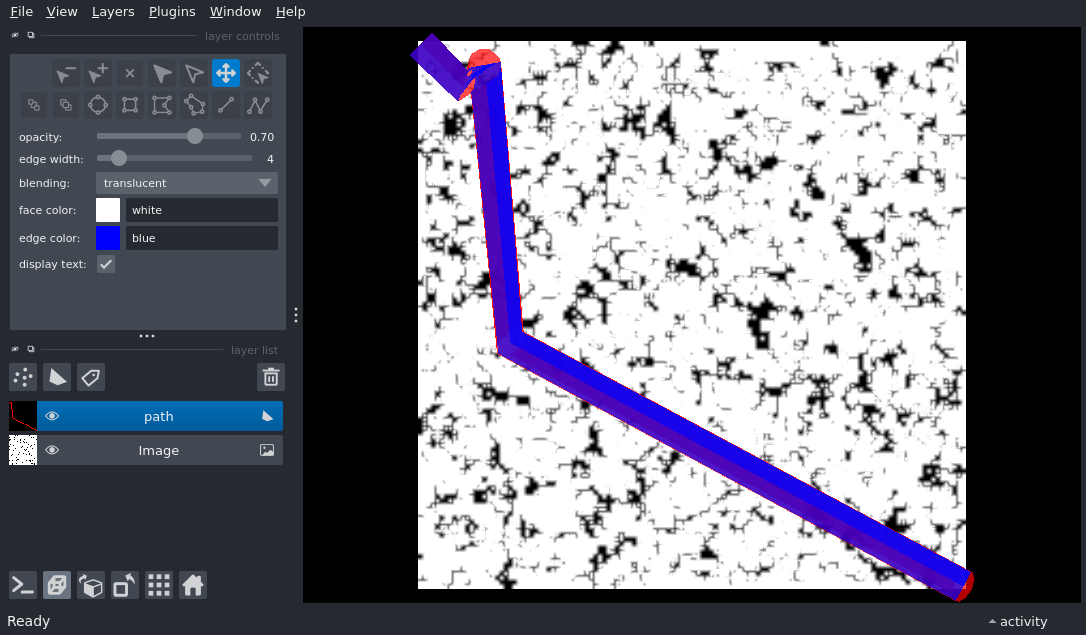 File View Layers Plugins Window Help
layer controls
opacity: 0.70
edge width: 4
blending: translucent
face color: white
edge color: blue
display text:
layer list
path
Image
Ready
activity